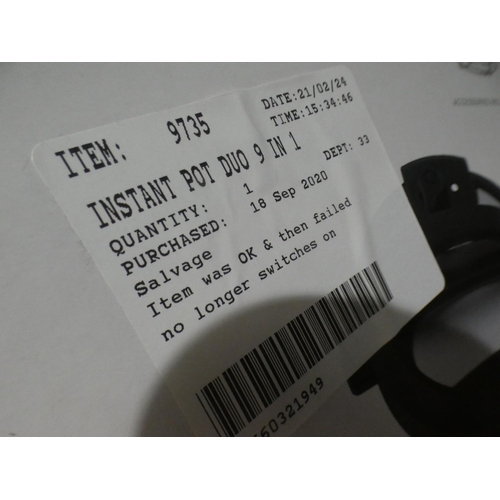 DATE:21/02/24
TIME:15:34:46
ITEM: 9735
INSTANT POT DUO 9 IN 1
QUANTITY: 1 DEPT: 33
PURCHASED: 18 Sep 2020
Salvage
Item was OK & then failed
no longer switches on
60321949